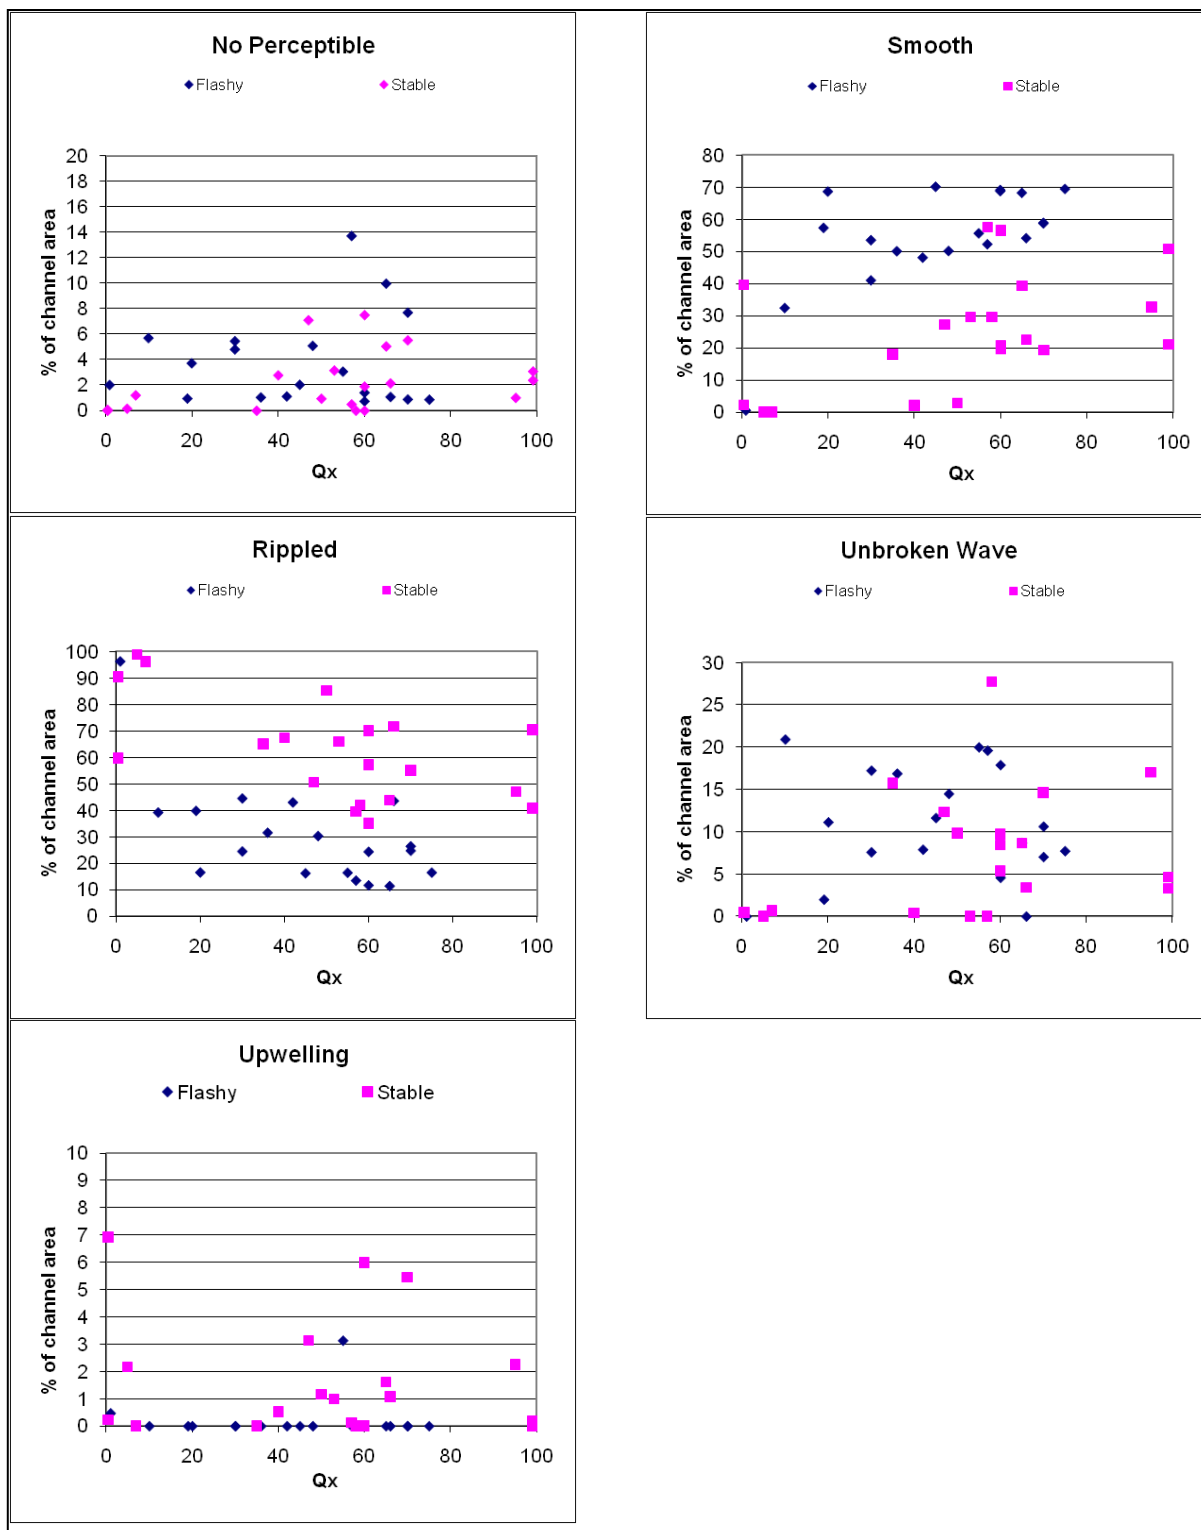 No Perceptible
Flashy Stable
% of channel area
20
18
16
14
12
10
8
6
4
2
0
0 20 40 60 80 100
Qx
Smooth
Flashy Stable
% of channel area
80
70
60
50
40
30
20
10
0
0 20 40 60 80 100
Qx
Rippled
Flashy Stable
% of channel area
100
90
80
70
60
50
40
30
20
10
0
0 20 40 60 80 100
Qx
Unbroken Wave
Flashy Stable
% of channel area
30
25
20
15
10
5
0
0 20 40 60 80 100
Qx
Upwelling
Flashy Stable
% of channel area
10
9
8
7
6
5
4
3
2
1
0
0 20 40 60 80 100
Qx